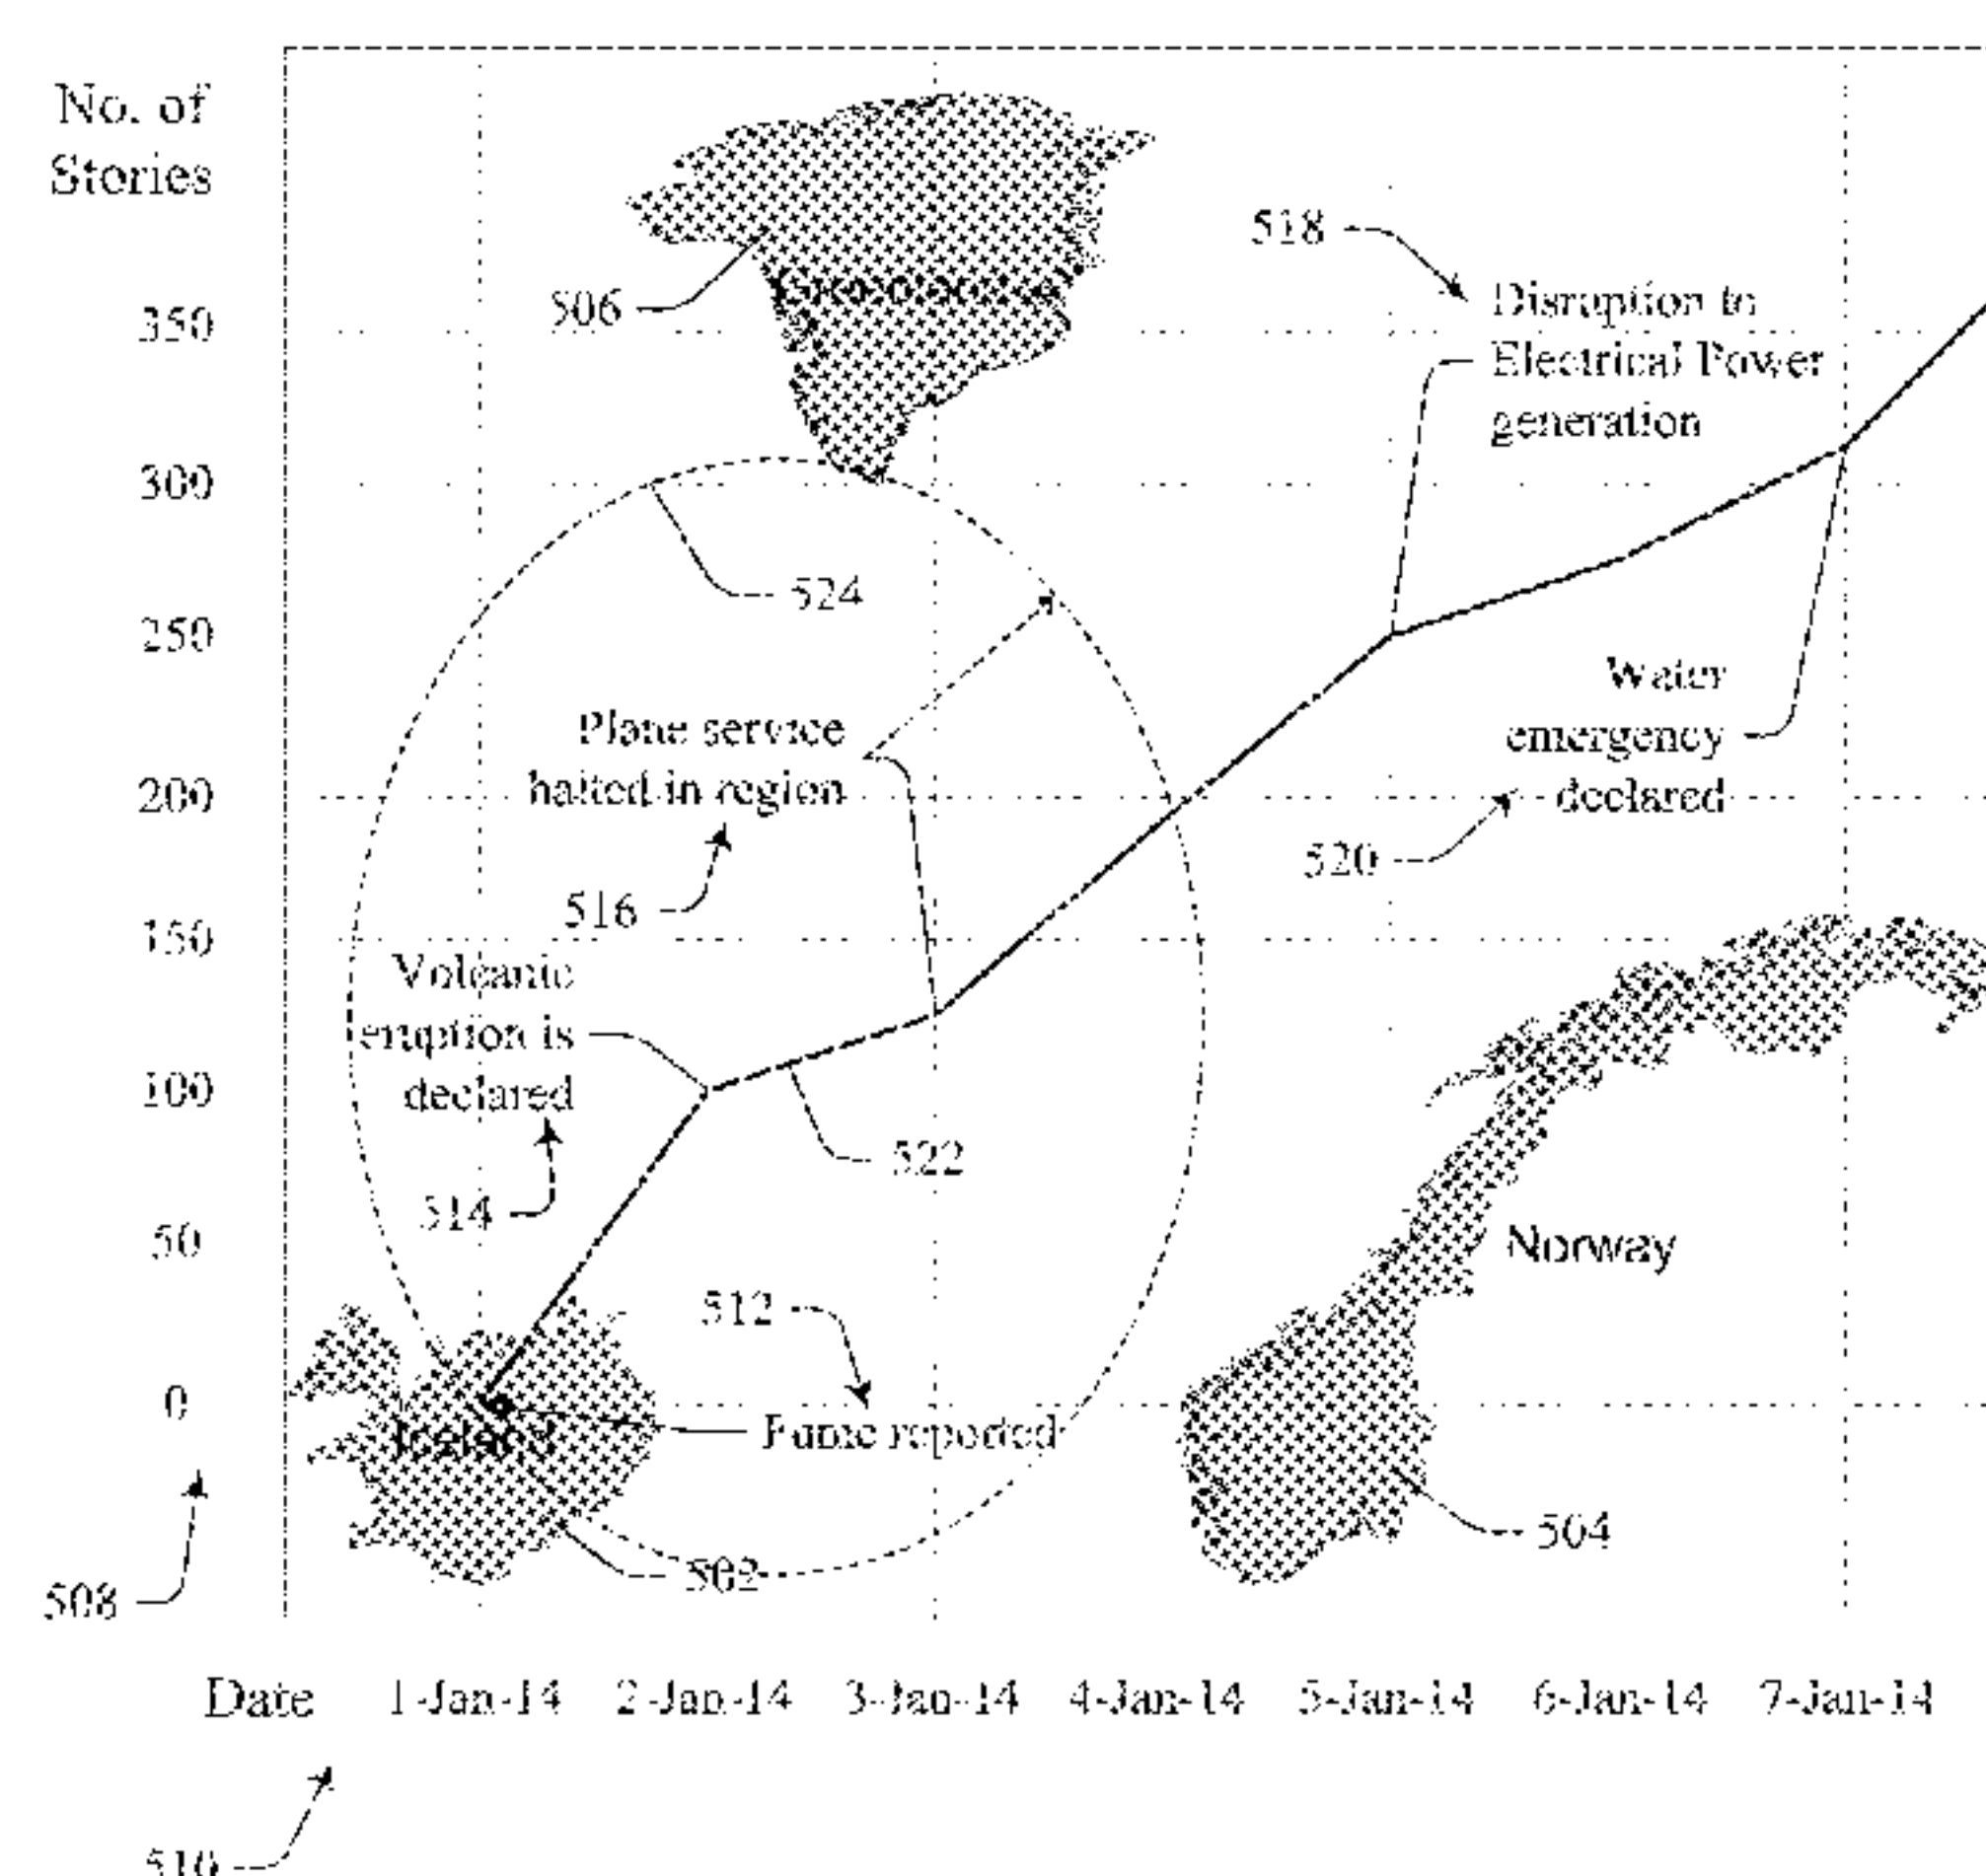 No. of
Stories
518
Disruption to
Electrical Power
generation
506
350
300
524
250
Water
emergency
declared
Plane service
halted in region
200
520
516
150
Volcanic
eruption is
declared
100
522
514
50
Norway
512
0
Iceland
Fume reported
504
502
508
Date 1-Jan-14 2-Jan-14 3-Jan-14 4-Jan-14 5-Jan-14 6-Jan-14 7-Jan-14
510